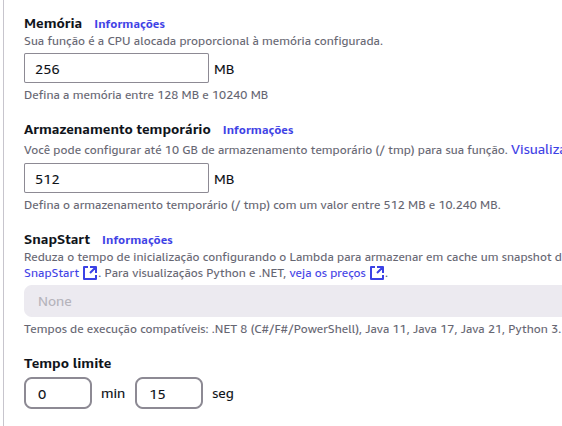 Memória Informações
Sua função é a CPU alocada proporcional à memória configurada.
256 MB
Defina a memória entre 128 MB e 10240 MB
Armazenamento temporário Informações
Você pode configurar até 10 GB de armazenamento temporário (/ tmp) para sua função. Visualiza
512 MB
Defina o armazenamento temporário (/ tmp) com um valor entre 512 MB e 10.240 MB.
SnapStart Informações
Reduza o tempo de inicialização configurando o Lambda para armazenar em cache um snapshot d
SnapStart. Para visualizaçãos Python e .NET, veja os preços.
None
Tempos de execução compatíveis: .NET 8 (C#/F#/PowerShell), Java 11, Java 17, Java 21, Python 3.
Tempo limite
0 min 15 seg